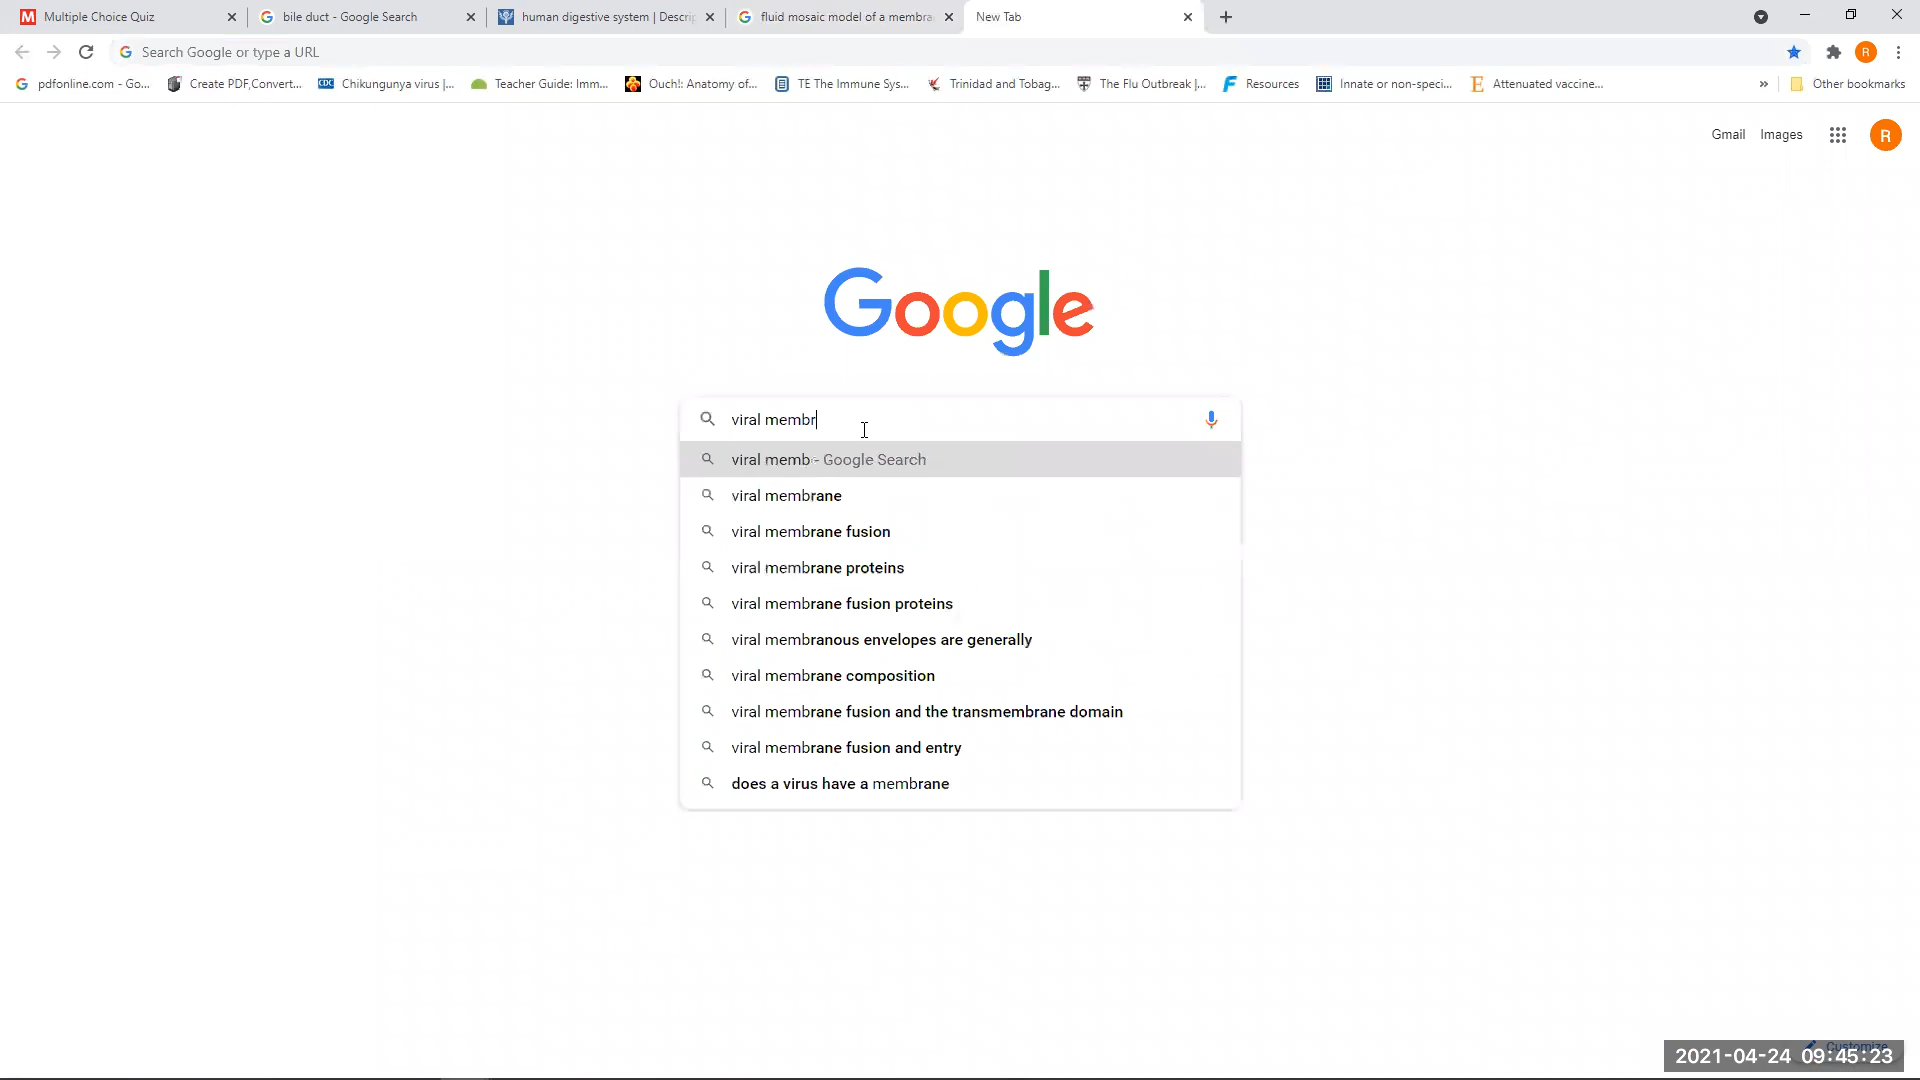 Multiple Choice Quiz
bile duct - Google Search
human digestive system | Descrip
fluid mosaic model of a membra
New Tab
Search Google or type a URL
R
pdfonline.com - Go...
Create PDF,Convert...
CDC
Chikungunya virus |...
Teacher Guide: Imm...
Ouch!: Anatomy of...
TE The Immune Sys...
Trinidad and Tobag...
The Flu Outbreak |...
Resources
Innate or non-speci...
Attenuated vaccine...
Other bookmarks
Gmail
Images
R
Google
viral membr
viral memb - Google Search
viral membrane
viral membrane fusion
viral membrane proteins
viral membrane fusion proteins
viral membranous envelopes are generally
viral membrane composition
viral membrane fusion and the transmembrane domain
viral membrane fusion and entry
does a virus have a membrane
Customize
2021-04-24 09:45:23